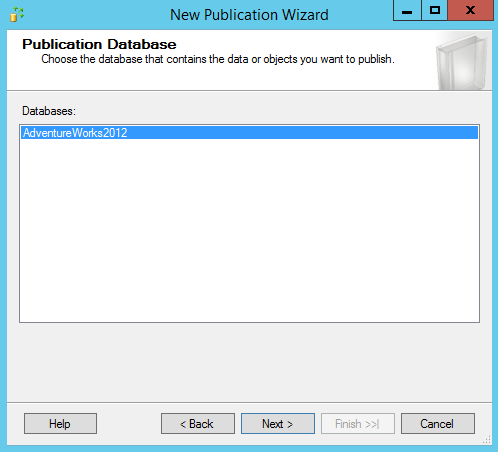 New Publication Wizard
Publication Database
Choose the database that contains the data or objects you want to publish.
Databases:
AdventureWorks2012
Help
< Back
Next >
Finish >>|
Cancel